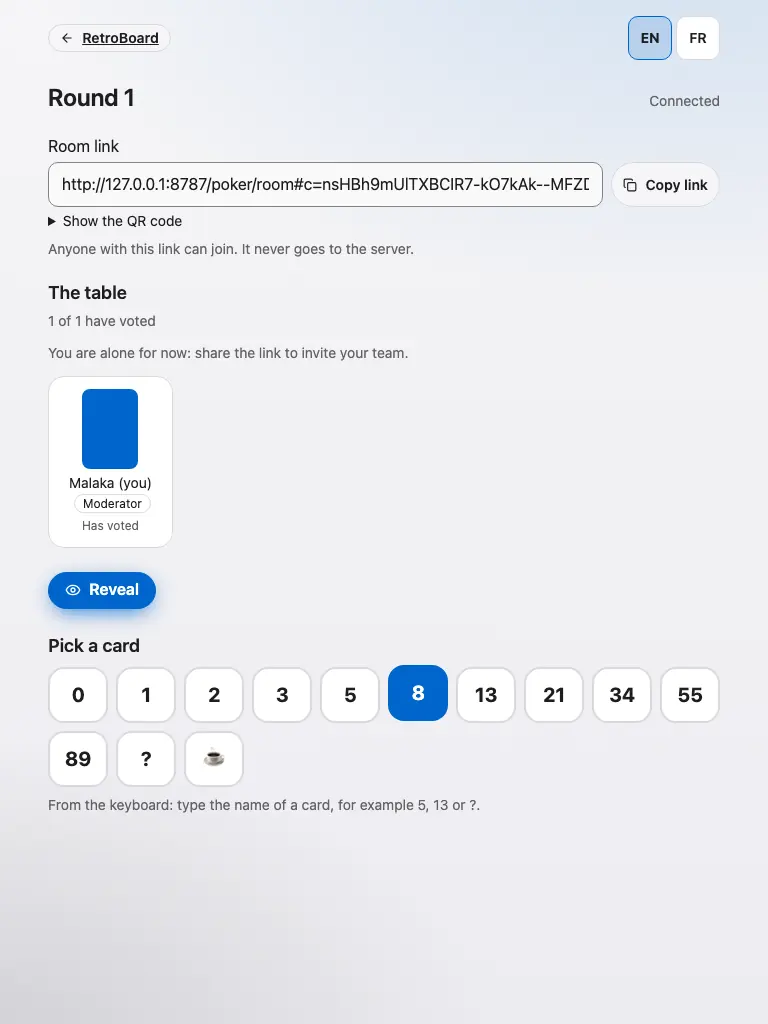 RetroBoard
EN FR
Round 1
Connected
Room link
http://127.0.0.1:8787/poker/room#c=
Copy link
Show the QR code
Anyone with this link can join. It never goes to the server.
The table
1 of 1 have voted
You are alone for now: share the link to invite your team.
Malaka (you)
Moderator
Has voted
Reveal
Pick a card
0 1 2 3 5 8 13 21 34 55
89 ?
From the keyboard: type the name of a card, for example 5, 13 or ?.